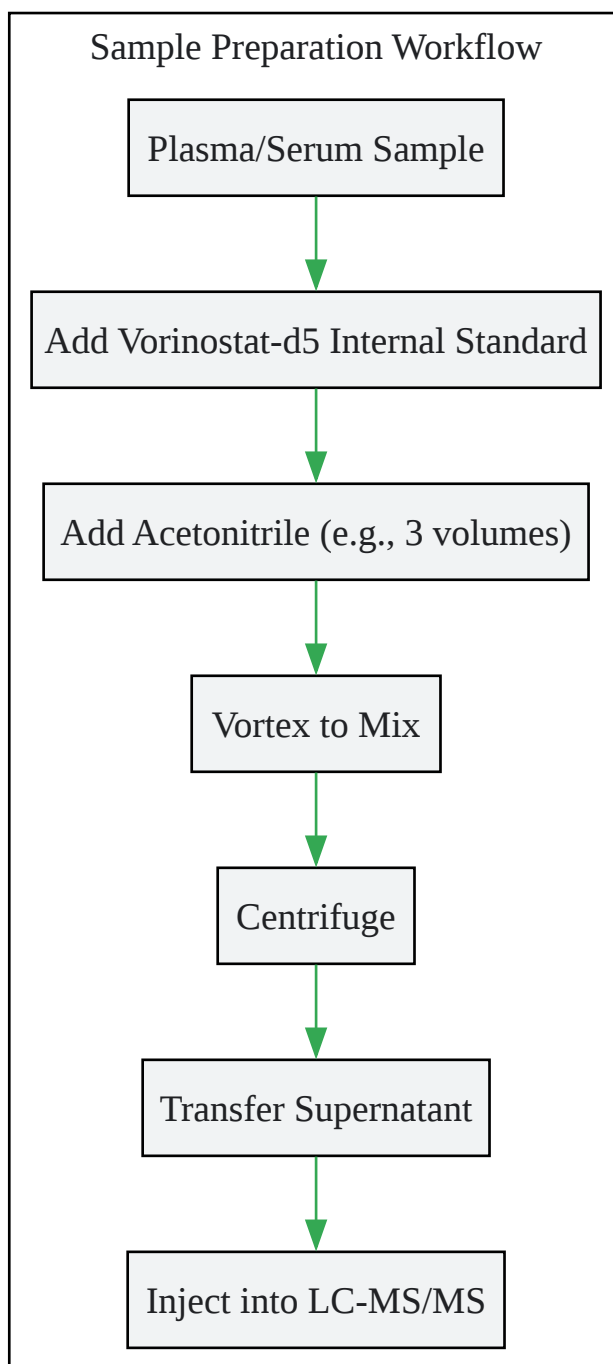 Sample Preparation Workflow
Plasma/Serum Sample
Add Vorinostat-d5 Internal Standard
Add Acetonitrile (e.g., 3 volumes)
Vortex to Mix
Centrifuge
Transfer Supernatant
Inject into LC-MS/MS